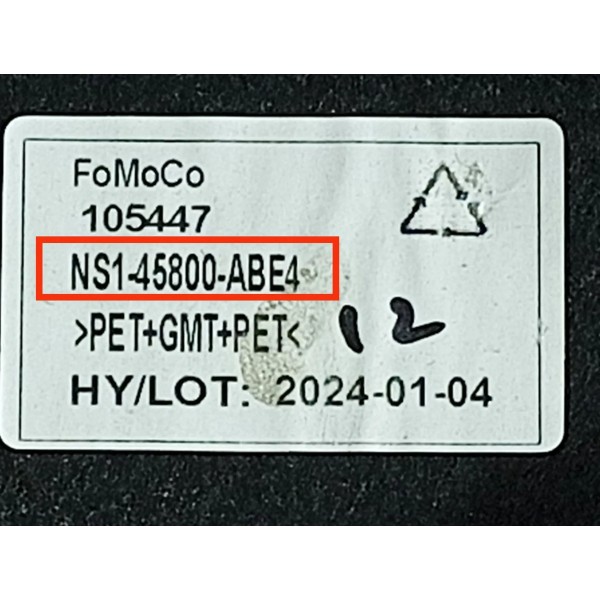 FoMoCo
105447
NS1-45800-ABE4
>PET+GMT+PET<
12
HY/LOT: 2024-01-04